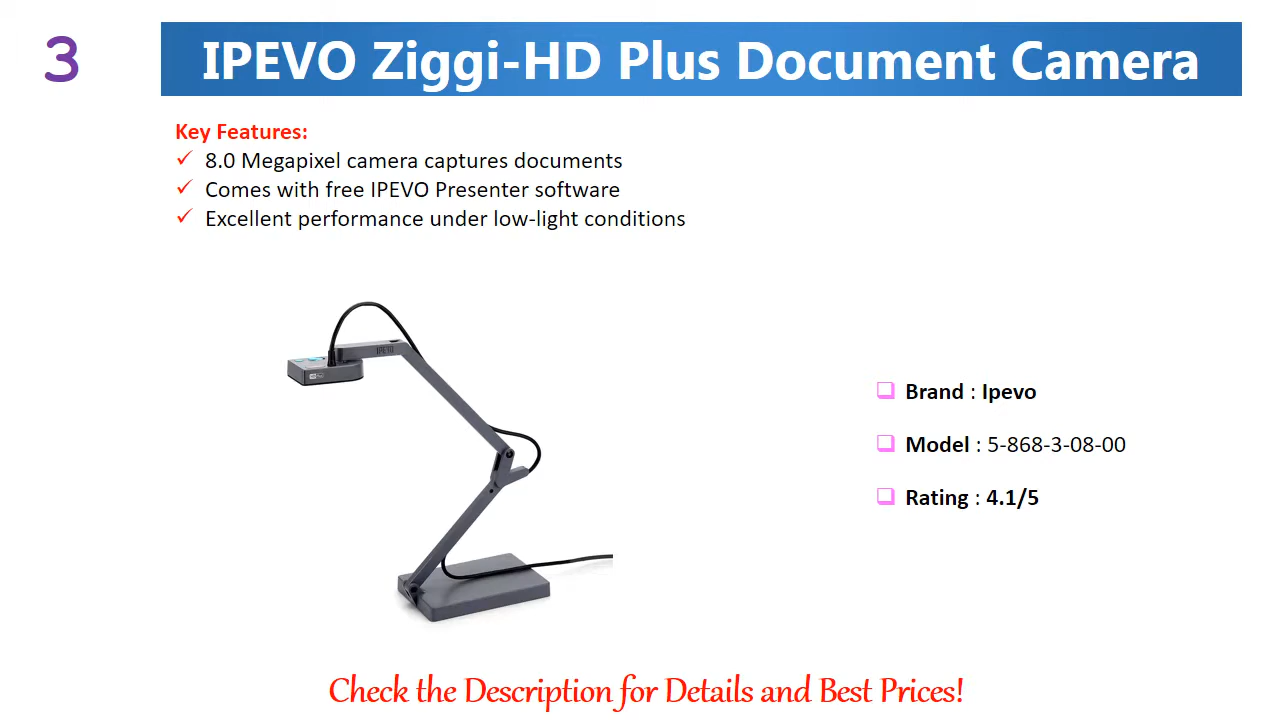 3
IPEVO Ziggi-HD Plus Document Camera
Key Features:
8.0 Megapixel camera captures documents
Comes with free IPEVO Presenter software
Excellent performance under low-light conditions
IPEVO
Brand : Ipevo
Model : 5-868-3-08-00
Rating : 4.1/5
Check the Description for Details and Best Prices!